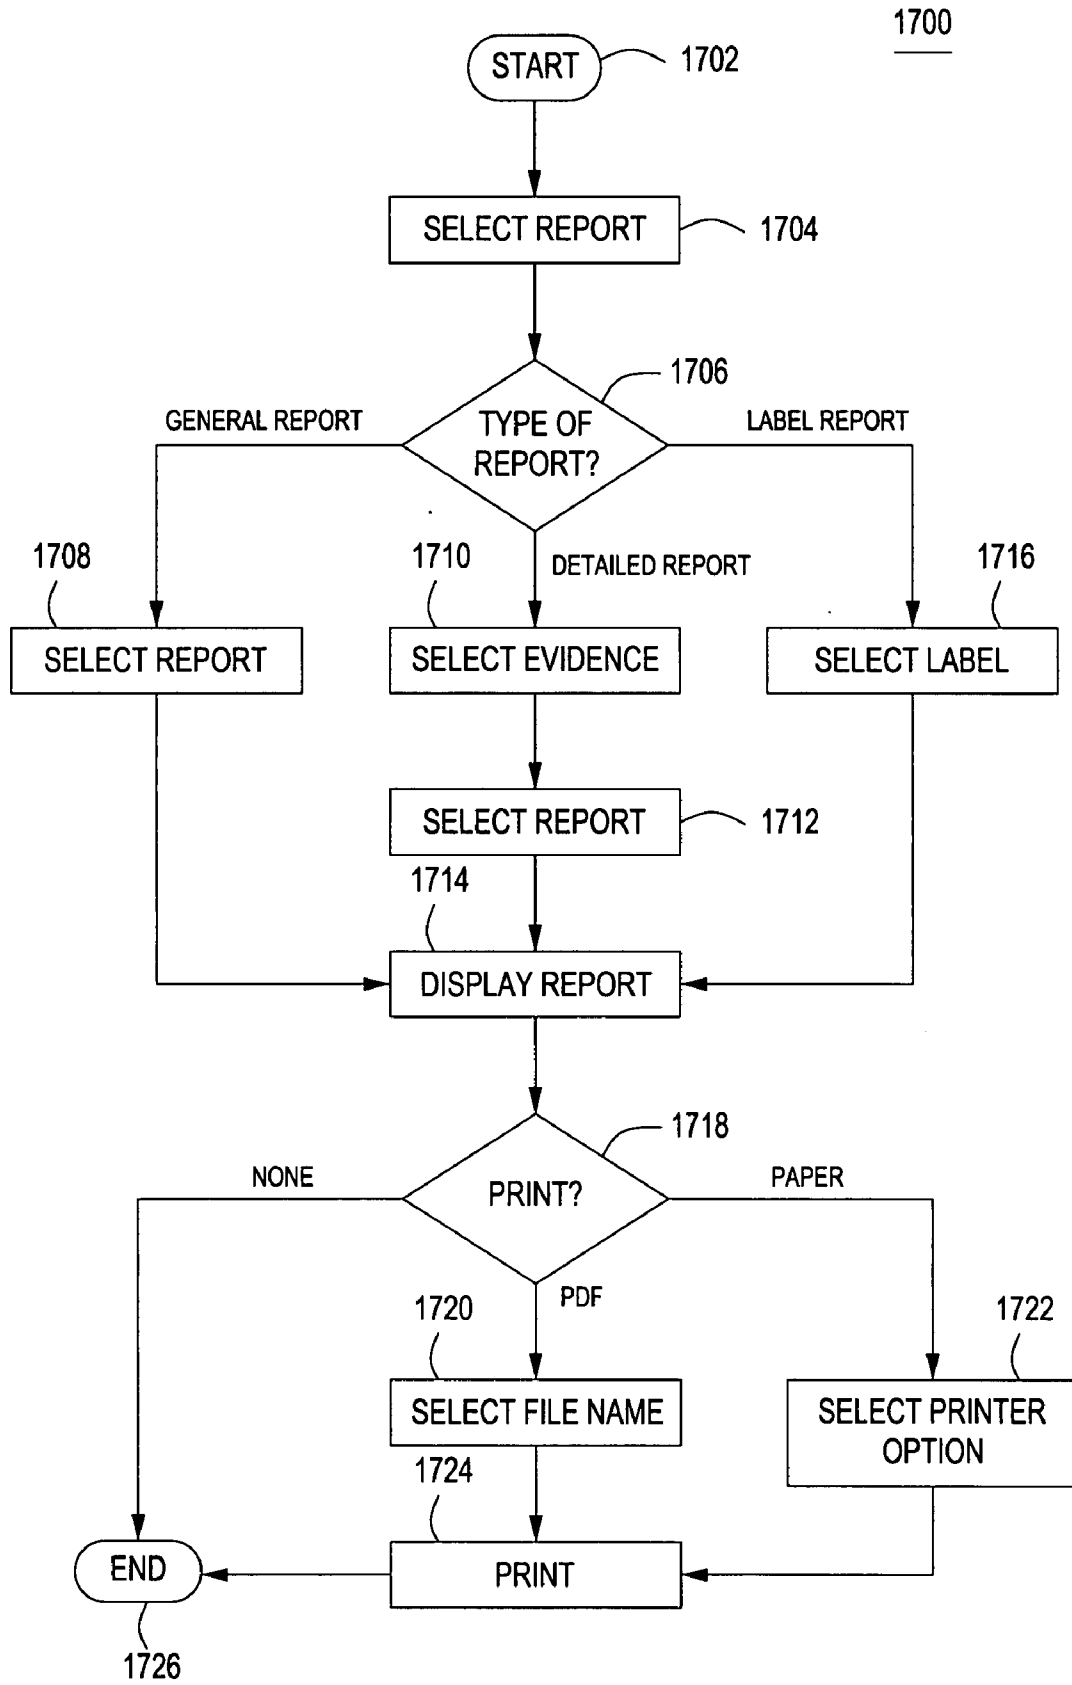 1700
START
1702
SELECT REPORT
1704
1706
TYPE OF
REPORT?
GENERAL REPORT
LABEL REPORT
DETAILED REPORT
1708
1710
1716
SELECT REPORT
SELECT EVIDENCE
SELECT LABEL
SELECT REPORT
1712
1714
DISPLAY REPORT
1718
PRINT?
NONE
PAPER
PDF
1720
1722
SELECT FILE NAME
SELECT PRINTER
OPTION
1724
END
PRINT
1726